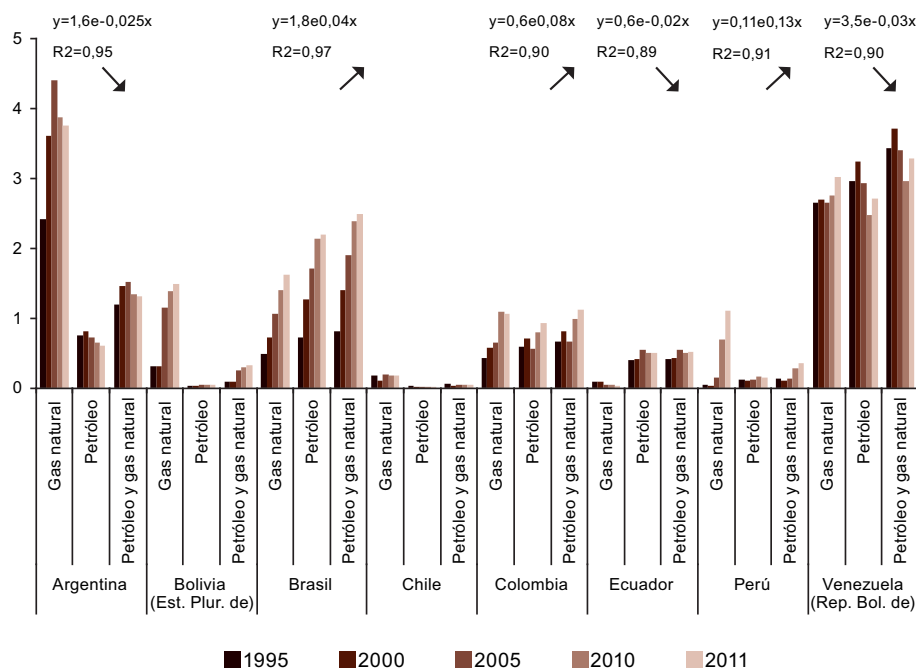 y=1,6e-0,025x
y=1,8e0,04x
y=0,6e0,08x
y=0,6e-0,02x
y=0,11e0,13x
y=3,5e-0,03x
R2=0,95
R2=0,97
R2=0,90
R2=0,89
R2=0,91
R2=0,90
5
4
3
2
1
0
Gas natural
Petróleo
Petróleo y gas natural
Gas natural
Petróleo
Petróleo y gas natural
Gas natural
Petróleo
Petróleo y gas natural
Gas natural
Petróleo
Petróleo y gas natural
Gas natural
Petróleo
Petróleo y gas natural
Gas natural
Petróleo
Petróleo y gas natural
Gas natural
Petróleo
Petróleo y gas natural
Gas natural
Petróleo
Petróleo y gas natural
Argentina
Bolivia
(Est. Plur. de)
Brasil
Chile
Colombia
Ecuador
Perú
Venezuela
(Rep. Bol. de)
1995
2000
2005
2010
2011